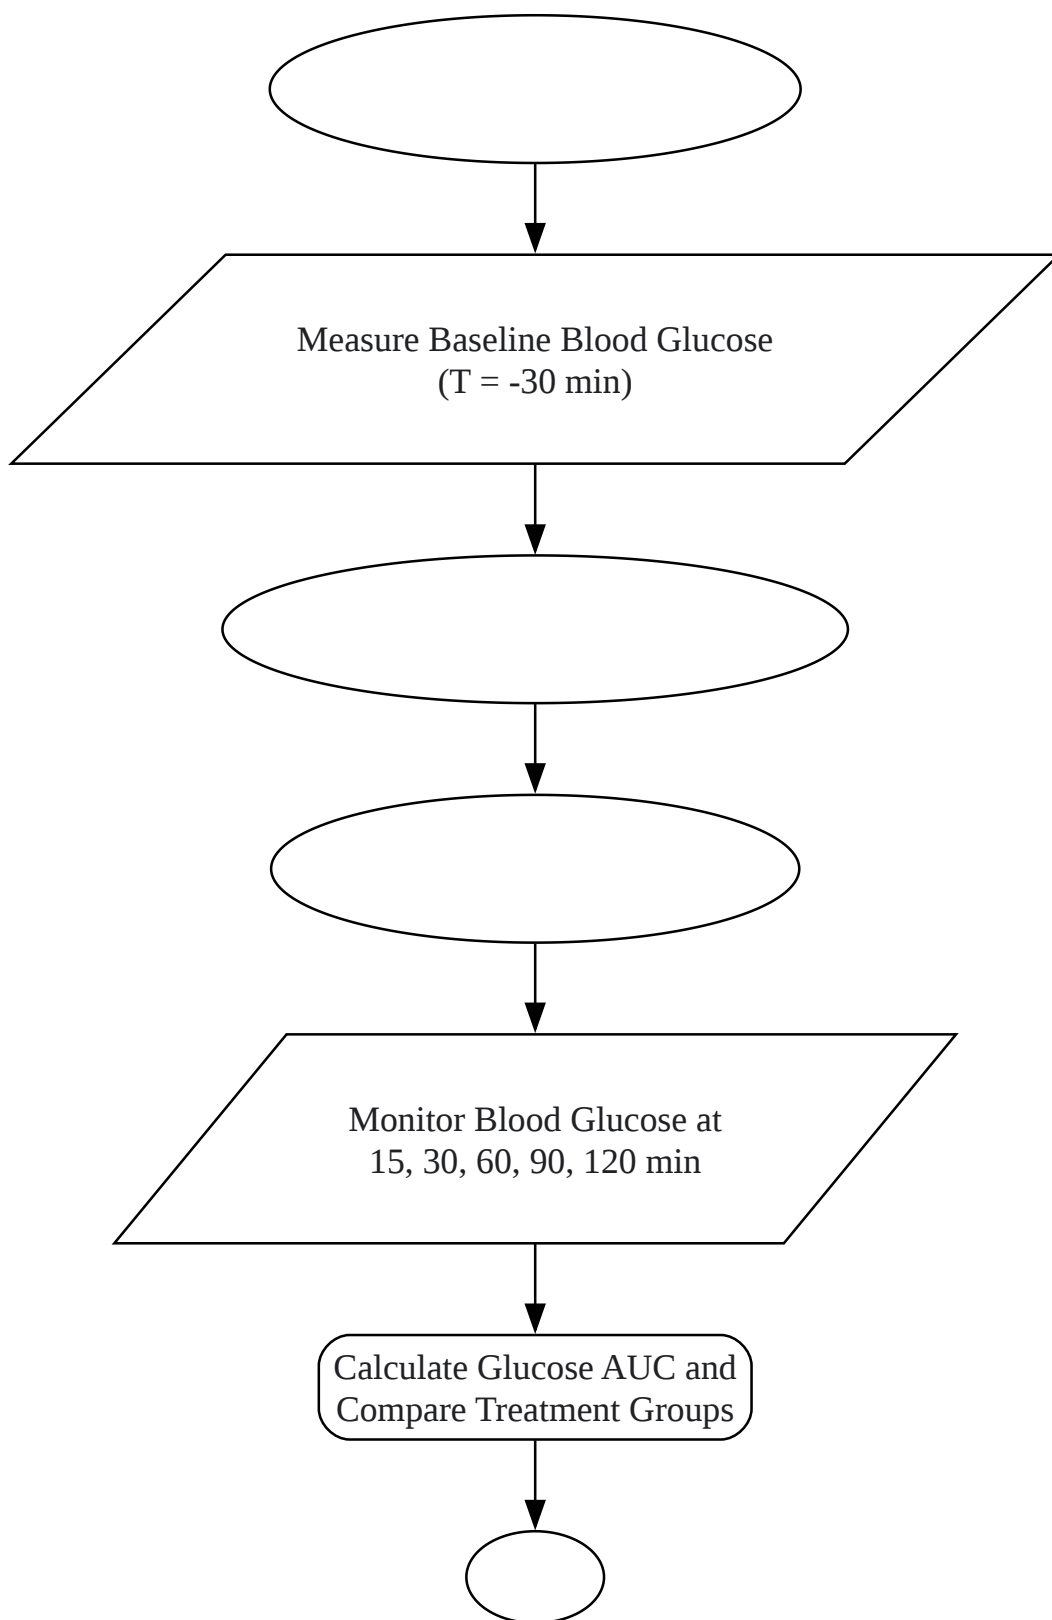 Measure Baseline Blood Glucose
(T = -30 min)
Monitor Blood Glucose at
15, 30, 60, 90, 120 min
Calculate Glucose AUC and
Compare Treatment Groups